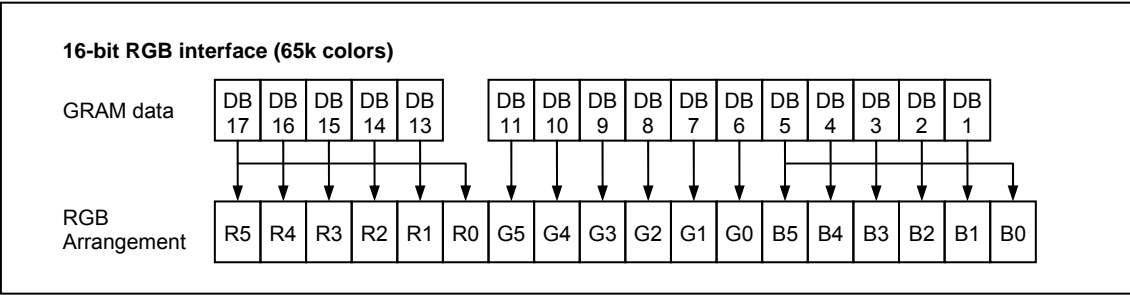 16-bit RGB interface (65k colors)
GRAM data
DB 17 DB 16 DB 15 DB 14 DB 13 DB 11 DB 10 DB 9 DB 8 DB 7 DB 6 DB 5 DB 4 DB 3 DB 2 DB 1
RGB
Arrangement
R5 R4 R3 R2 R1 R0 G5 G4 G3 G2 G1 G0 B5 B4 B3 B2 B1 B0